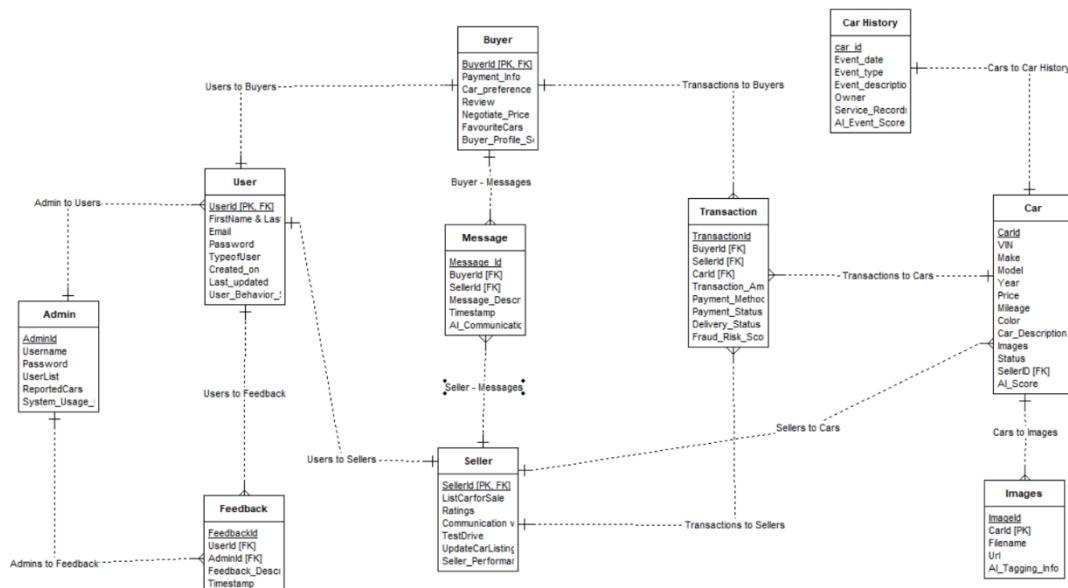 Buyer
BuyerId [PK, FK]
Payment_Info
Car_preference
Review
Negotiate_Price
FavouriteCars
Buyer_Profile_S
Car History
car_id
Event_date
Event_type
Event_descriptio
Owner
Service_Record
AI_Event_Score
Users to Buyers
Transactions to Buyers
Cars to Car History
User
UserId [PK, FK]
FirstName & Las
Email
Password
TypeofUser
Created_on
Last_updated
User_Behavior_
Buyer - Messages
Admin to Users
Message
Message_Id
BuyerId [FK]
SellerId [FK]
Message_Descr
Timestamp
AI_Communicatio
Transaction
TransactionId
BuyerId [FK]
SellerId [FK]
CarId [FK]
Transaction_Am
Payment_Method
Payment_Status
Delivery_Status
Fraud_Risk_Sco
Transactions to Cars
Car
CarId
VIN
Make
Model
Year
Price
Mileage
Color
Car_Description
Images
Status
SellerID [FK]
AI_Score
Admin
AdminId
Username
Password
UserList
ReportedCars
System_Usage_
Users to Feedback
Seller - Messages
Sellers to Cars
Cars to Images
Users to Sellers
Seller
SellerId [PK, FK]
ListCarforSale
Ratings
Communication v
TestDrive
UpdateCarListing
Seller_Performa
Transactions to Sellers
Images
ImageId
CarId [PK]
Filename
Url
AI_Tagging_Info
Feedback
FeedbackId
UserId [FK]
AdminId [FK]
Feedback_Descr
Timestamp
Admins to Feedback